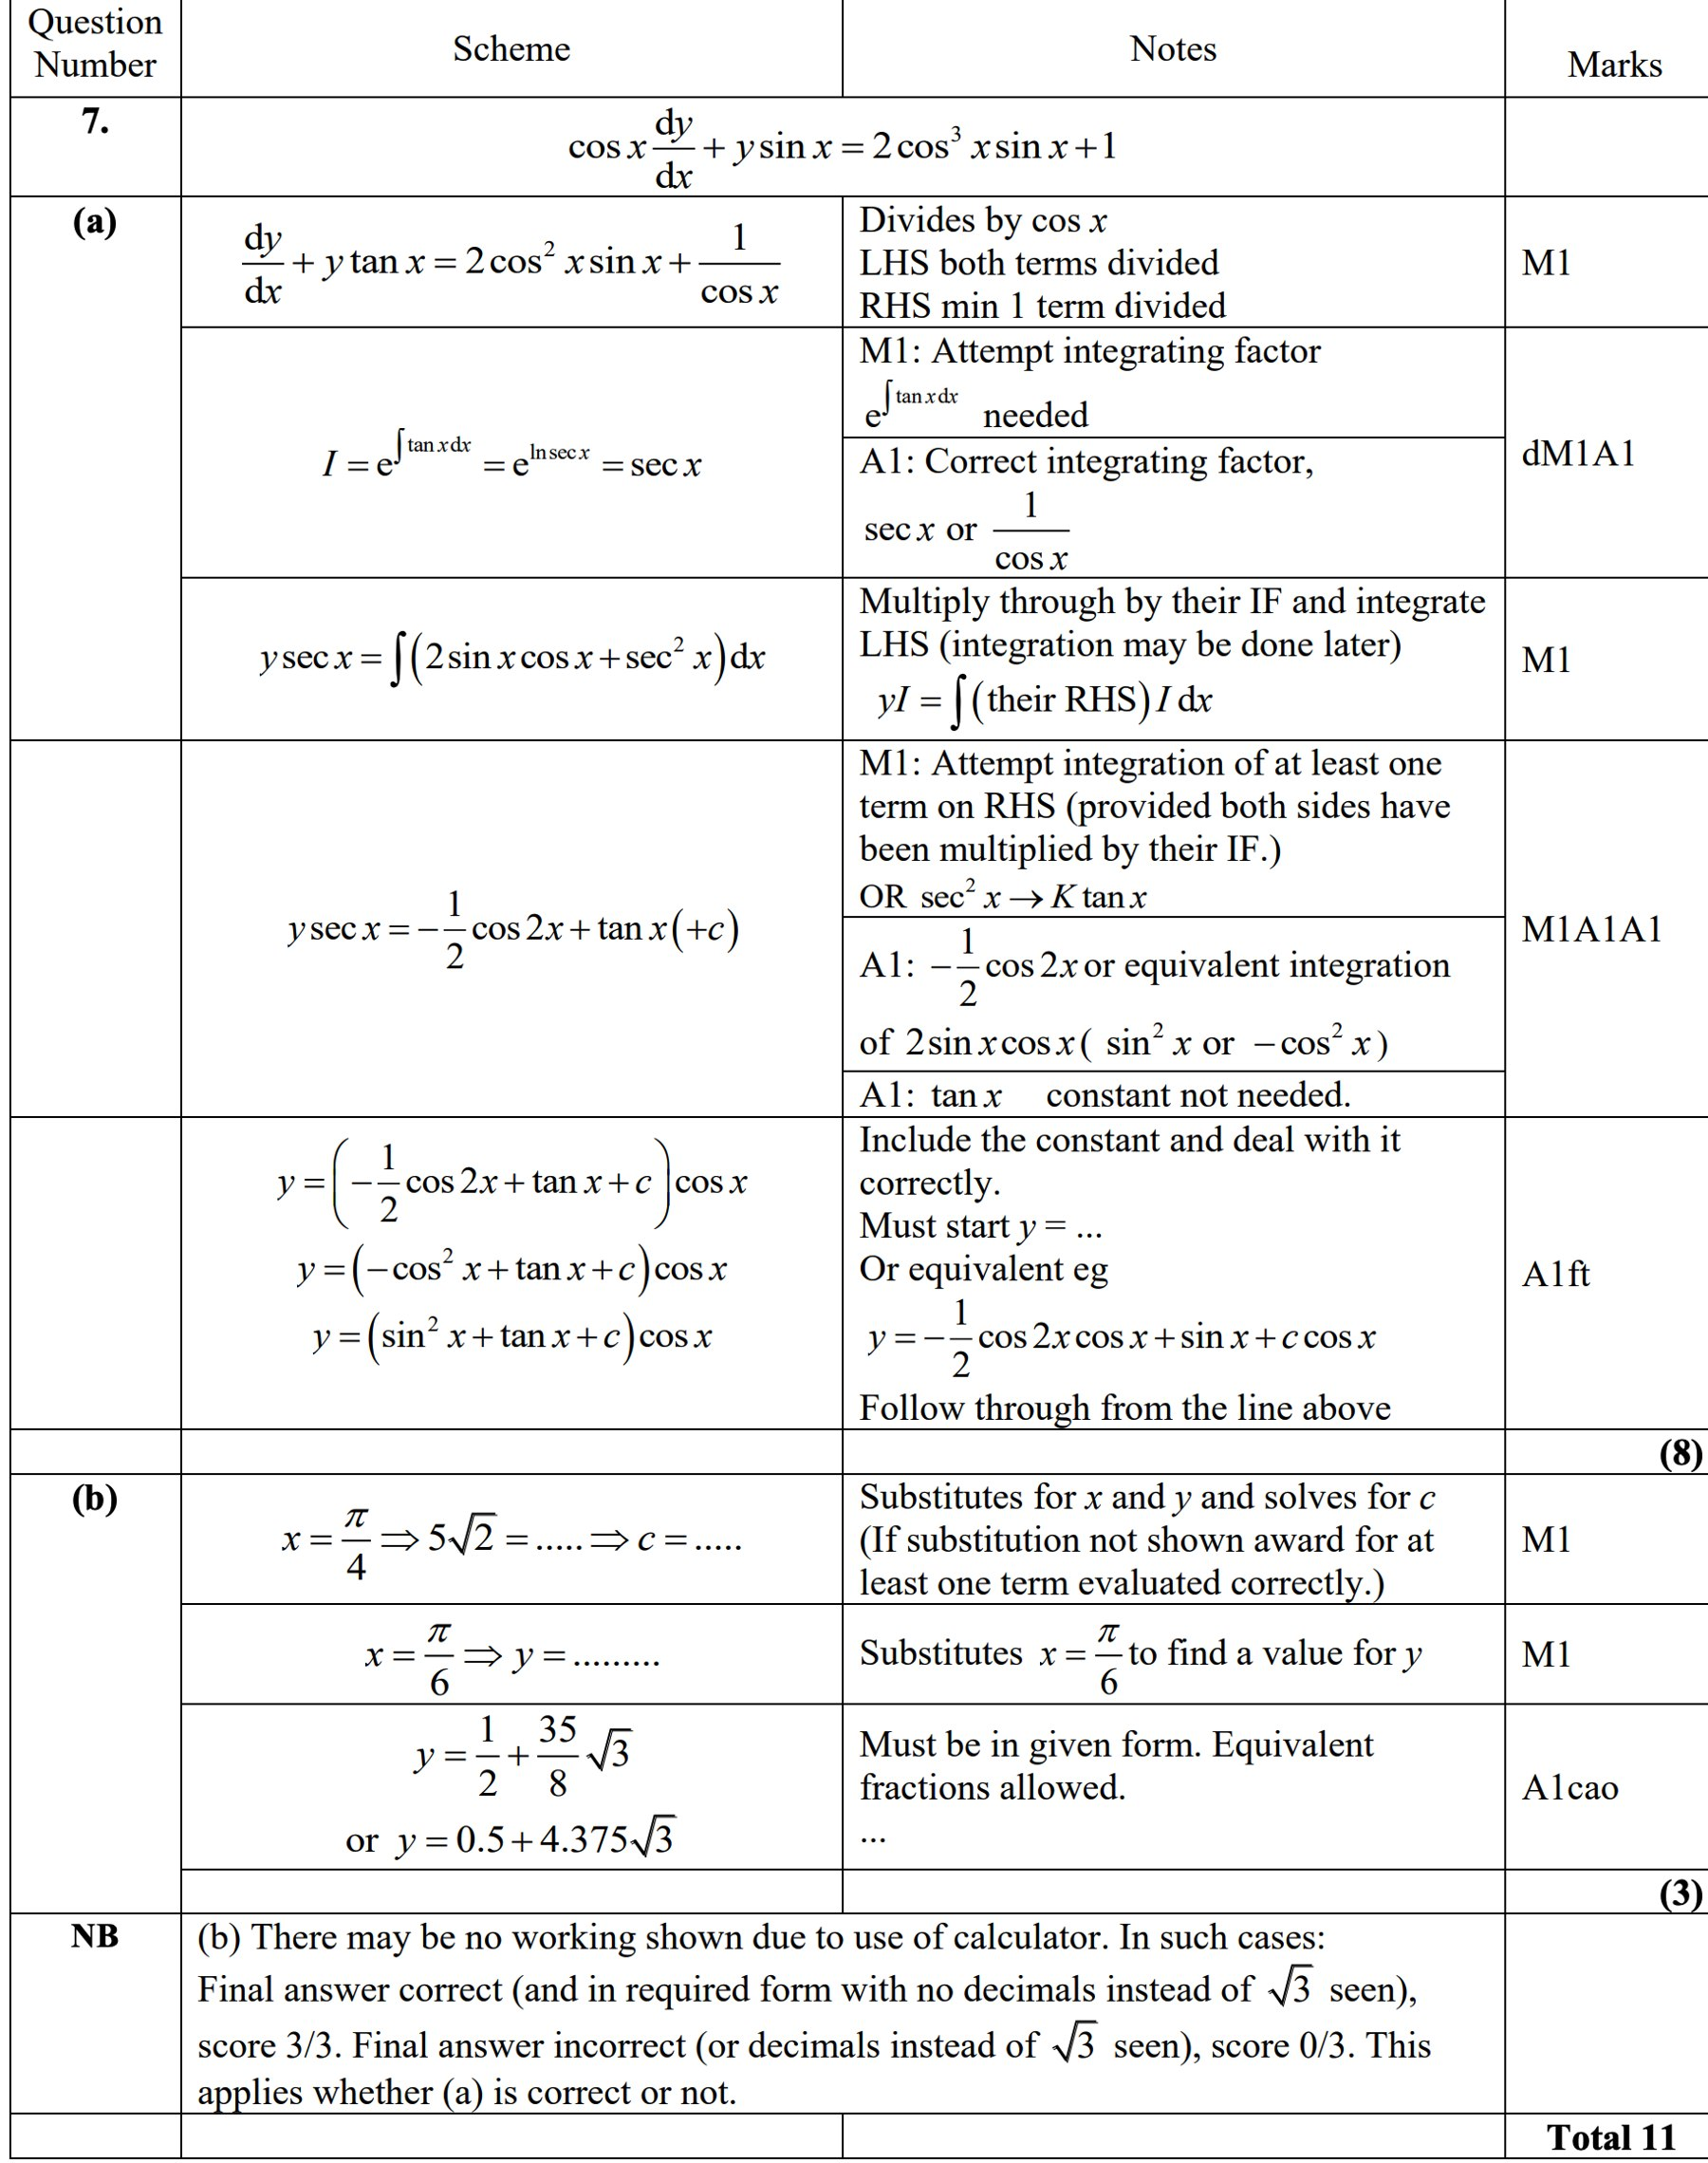 Question Number	Scheme	Notes	Marks
7.	cos x dy/dx + y sin x = 2cos³ x sin x + 1
(a)	dy/dx + y tan x = 2cos² x sin x + 1/cos x	Divides by cos x
LHS both terms divided
RHS min 1 term divided	M1
I = e^(∫tan x dx) = e^(ln sec x) = sec x	M1: Attempt integrating factor
e^(∫tan x dx) needed	dM1A1
A1: Correct integrating factor,
sec x or 1/cos x
y sec x = ∫(2sin x cos x + sec² x)dx	Multiply through by their IF and integrate
LHS (integration may be done later)
yI = ∫(their RHS) I dx	M1
y sec x = −1/2 cos 2x + tan x (+c)	M1: Attempt integration of at least one
term on RHS (provided both sides have
been multiplied by their IF.)
OR sec² x → K tan x	M1A1A1
A1: −1/2 cos 2x or equivalent integration
of 2sin x cos x ( sin² x or −cos² x )
A1: tan x constant not needed.
y = (−1/2 cos 2x + tan x + c) cos x
y = (−cos² x + tan x + c) cos x
y = (sin² x + tan x + c) cos x	Include the constant and deal with it
correctly.
Must start y = ...
Or equivalent eg
y = −1/2 cos 2x cos x + sin x + c cos x
Follow through from the line above	A1ft
(8)
(b)	x = π/4 ⇒ 5√2 = ..... ⇒ c = .....	Substitutes for x and y and solves for c
(If substitution not shown award for at
least one term evaluated correctly.)	M1
x = π/6 ⇒ y = .........	Substitutes x = π/6 to find a value for y	M1
y = 1/2 + 35/8 √3
or y = 0.5 + 4.375√3	Must be in given form. Equivalent
fractions allowed.
...	A1cao
(3)
NB	(b) There may be no working shown due to use of calculator. In such cases:
Final answer correct (and in required form with no decimals instead of √3 seen),
score 3/3. Final answer incorrect (or decimals instead of √3 seen), score 0/3. This
applies whether (a) is correct or not.
Total 11